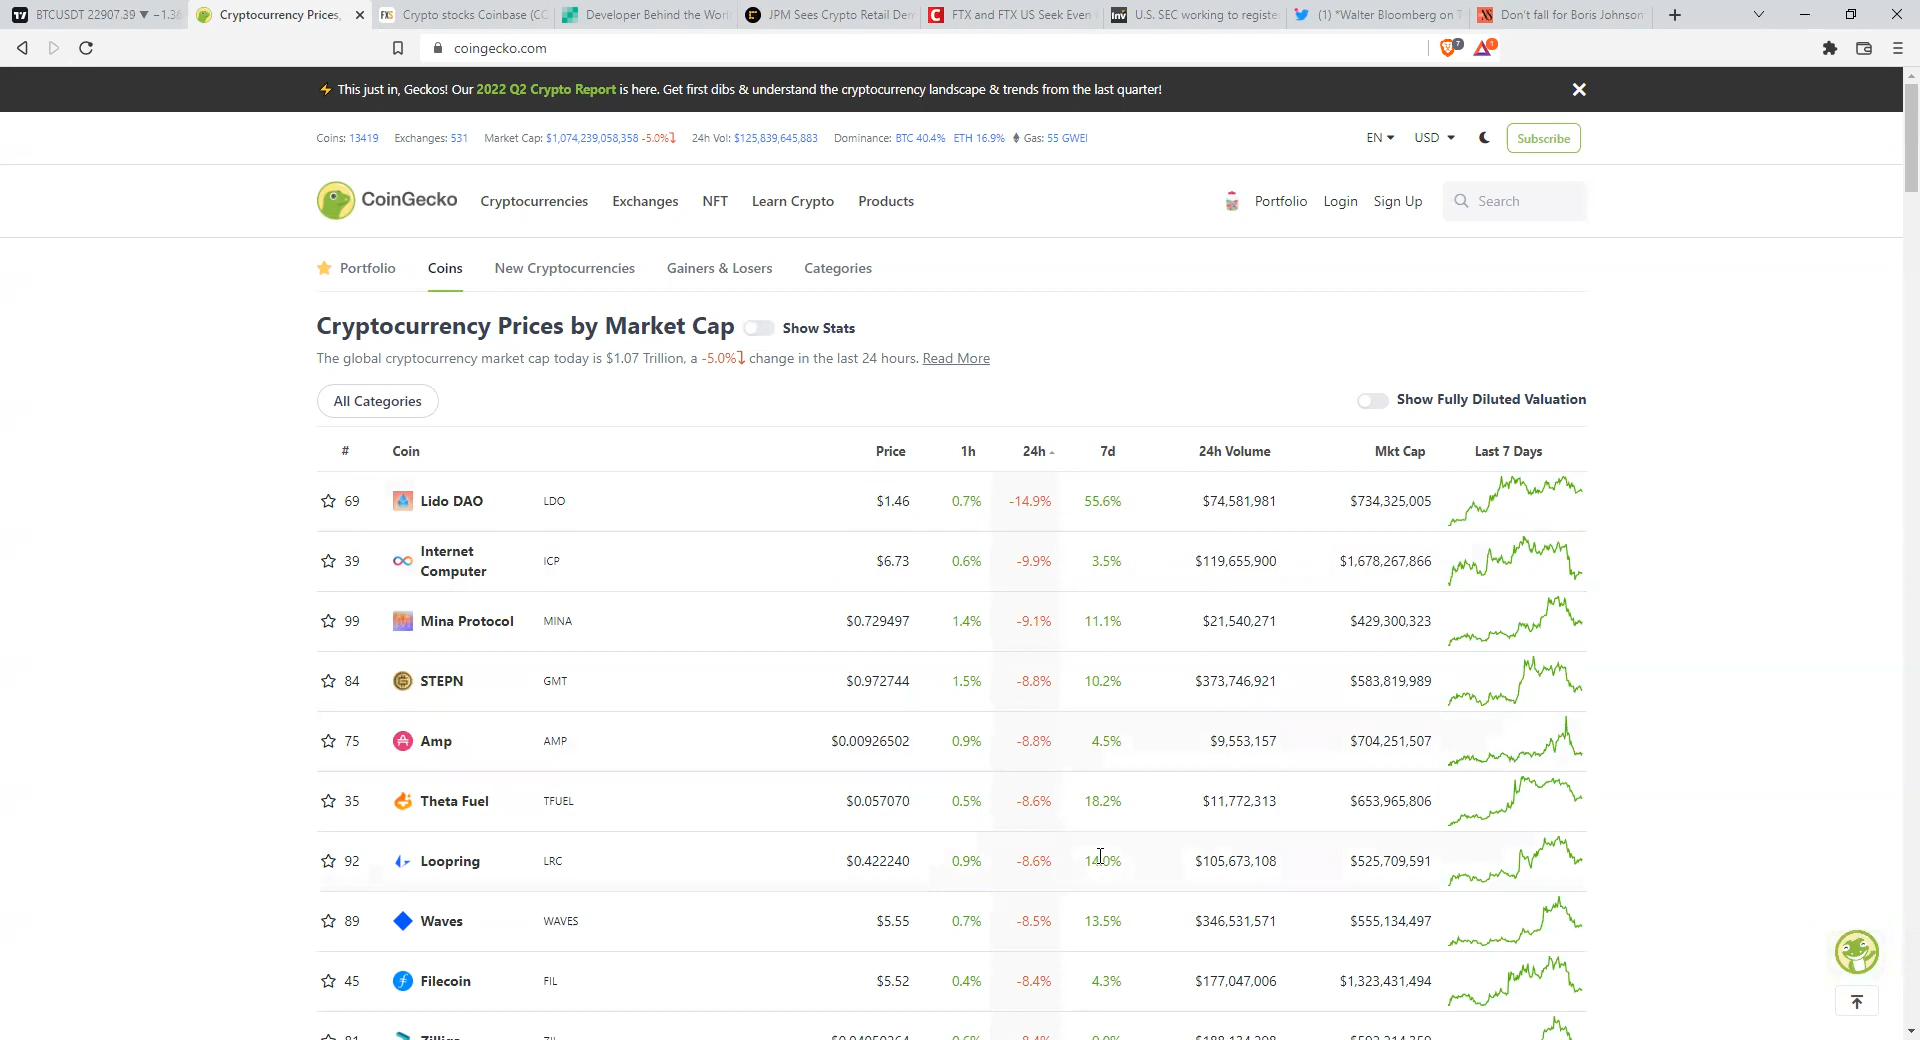 BTCUSDT 22907.39 ▼ −1.36
Cryptocurrency Prices,
Crypto stocks Coinbase (CO
Developer Behind the Worl
JPM Sees Crypto Retail Den
FTX and FTX US Seek Even
U.S. SEC working to registe
(1) *Walter Bloomberg on T
Don't fall for Boris Johnson
coingecko.com
7
1
⚡ This just in, Geckos! Our 2022 Q2 Crypto Report is here. Get first dibs & understand the cryptocurrency landscape & trends from the last quarter!
Coins: 13419 Exchanges: 531 Market Cap: $1,074,239,058,358 -5.0% 24h Vol: $125,839,645,883 Dominance: BTC 40.4% ETH 16.9% Gas: 55 GWEI
EN USD Subscribe
CoinGecko Cryptocurrencies Exchanges NFT Learn Crypto Products Portfolio Login Sign Up Search
Portfolio Coins New Cryptocurrencies Gainers & Losers Categories
Cryptocurrency Prices by Market Cap Show Stats
The global cryptocurrency market cap today is $1.07 Trillion, a -5.0% change in the last 24 hours. Read More
All Categories Show Fully Diluted Valuation
# Coin Price 1h 24h 7d 24h Volume Mkt Cap Last 7 Days
69 Lido DAO LDO $1.46 0.7% -14.9% 55.6% $74,581,981 $734,325,005
39 Internet Computer ICP $6.73 0.6% -9.9% 3.5% $119,655,900 $1,678,267,866
99 Mina Protocol MINA $0.729497 1.4% -9.1% 11.1% $21,540,271 $429,300,323
84 STEPN GMT $0.972744 1.5% -8.8% 10.2% $373,746,921 $583,819,989
75 Amp AMP $0.00926502 0.9% -8.8% 4.5% $9,553,157 $704,251,507
35 Theta Fuel TFUEL $0.057070 0.5% -8.6% 18.2% $11,772,313 $653,965,806
92 Loopring LRC $0.422240 0.9% -8.6% 14.0% $105,673,108 $525,709,591
89 Waves WAVES $5.55 0.7% -8.5% 13.5% $346,531,571 $555,134,497
45 Filecoin FIL $5.52 0.4% -8.4% 4.3% $177,047,006 $1,323,431,494